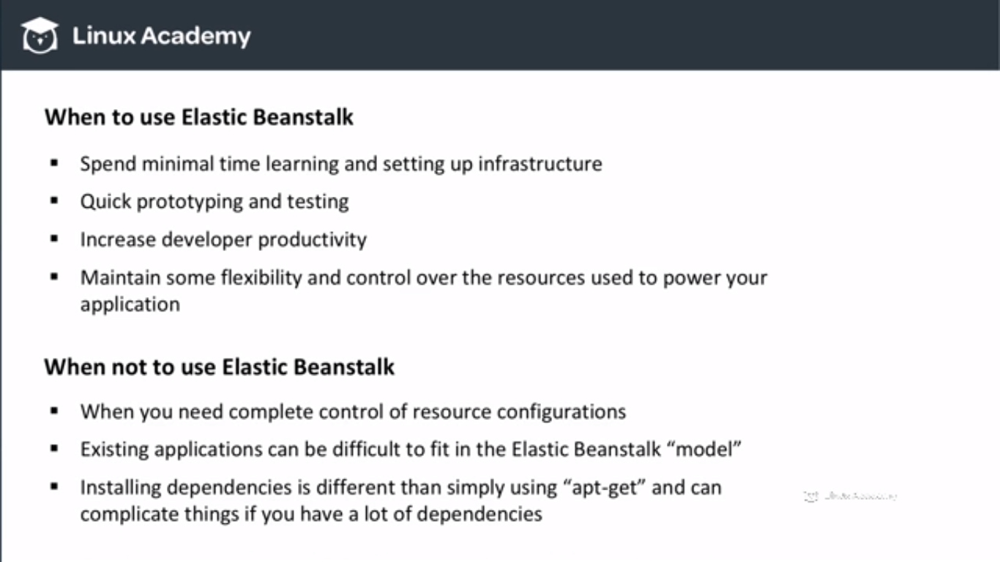 Linux Academy
When to use Elastic Beanstalk
▪ Spend minimal time learning and setting up infrastructure
▪ Quick prototyping and testing
▪ Increase developer productivity
▪ Maintain some flexibility and control over the resources used to power your
application
When not to use Elastic Beanstalk
▪ When you need complete control of resource configurations
▪ Existing applications can be difficult to fit in the Elastic Beanstalk “model”
▪ Installing dependencies is different than simply using “apt-get” and can
complicate things if you have a lot of dependencies
Linux Academy